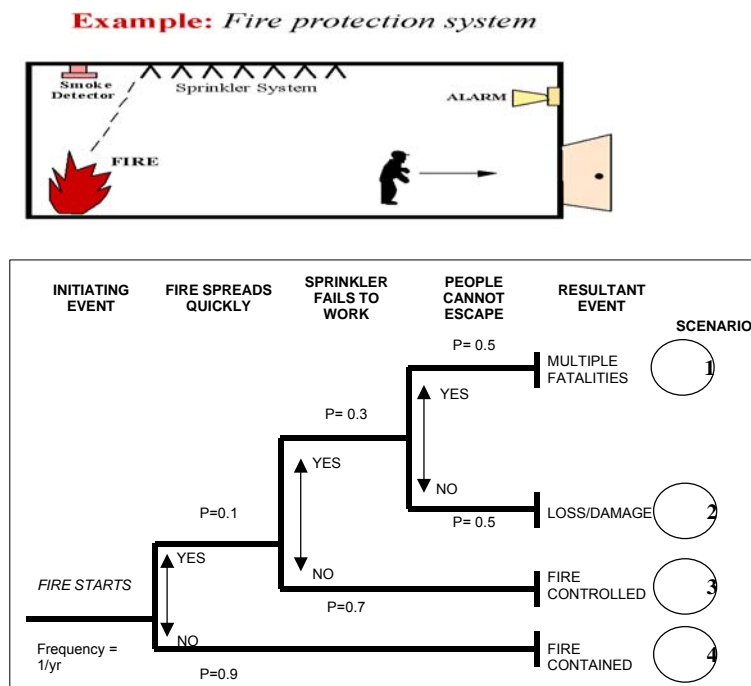 Example: Fire protection system
Smoke
Detector
Sprinkler System
ALARM
FIRE
INITIATING
EVENT
FIRE SPREADS
QUICKLY
SPRINKLER
FAILS TO
WORK
PEOPLE
CANNOT
ESCAPE
RESULTANT
EVENT
SCENARIO
P= 0.5
MULTIPLE
FATALITIES
1
YES
P= 0.3
YES
NO
P=0.1
LOSS/DAMAGE
2
P= 0.5
YES
NO
FIRE STARTS
FIRE
CONTROLLED
3
P=0.7
NO
Frequency =
1/yr
FIRE
CONTAINED
4
P=0.9